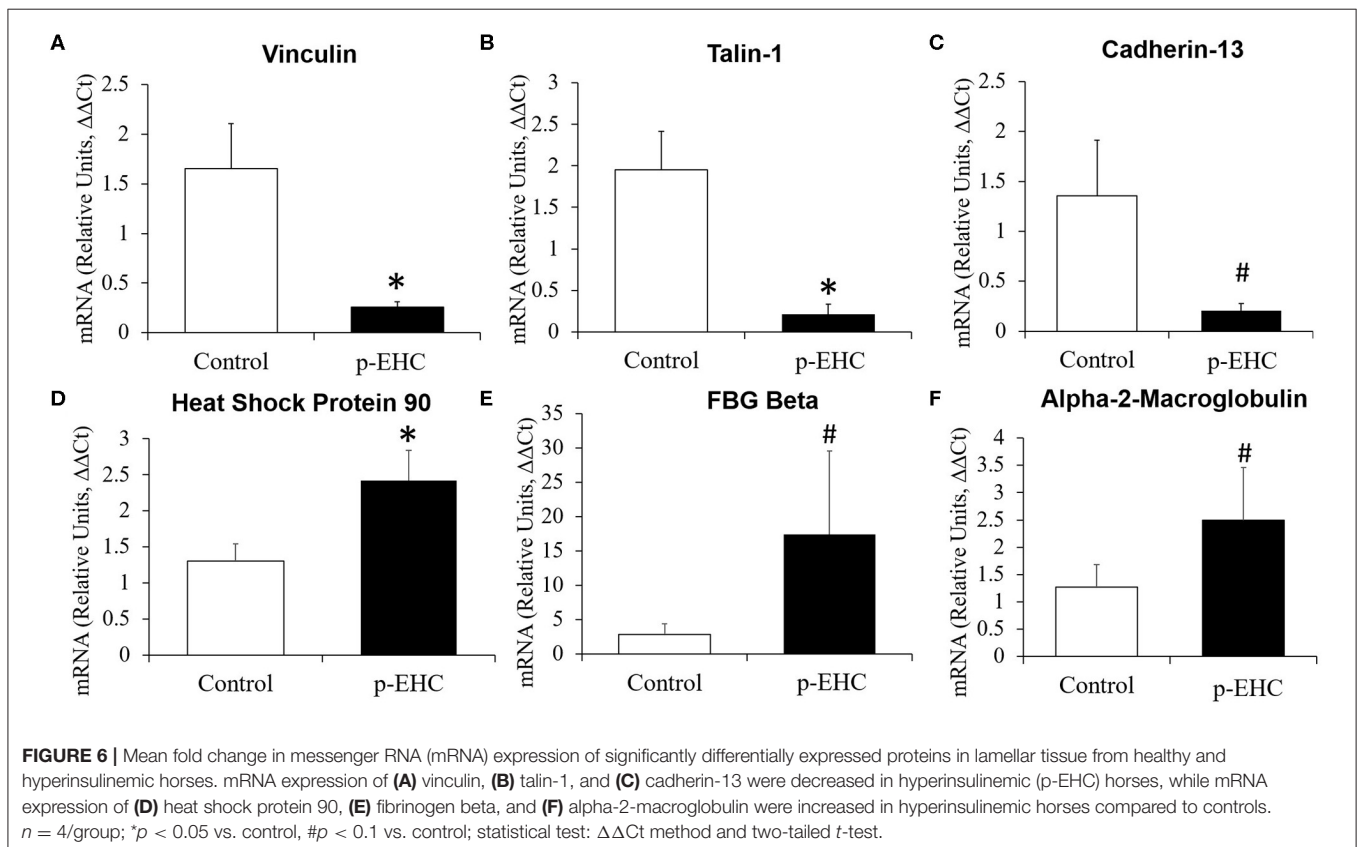 A
Vinculin
mRNA (Relative Units, ΔΔCt)
2.5
2
1.5
1
0.5
0
*
Control
p-EHC
B
Talin-1
mRNA (Relative Units, ΔΔCt)
3
2.5
2
1.5
1
0.5
0
*
Control
p-EHC
C
Cadherin-13
mRNA (Relative Units, ΔΔCt)
2.5
2
1.5
1
0.5
0
#
Control
p-EHC
D
Heat Shock Protein 90
mRNA (Relative Units, ΔΔCt)
3
2.5
2
1.5
1
0.5
0
*
Control
p-EHC
E
FBG Beta
mRNA (Relative Units, ΔΔCt)
35
30
25
20
15
10
5
0
#
Control
p-EHC
F
Alpha-2-Macroglobulin
mRNA (Relative Units, ΔΔCt)
4
3.5
3
2.5
2
1.5
1
0.5
0
#
Control
p-EHC
FIGURE 6 | Mean fold change in messenger RNA (mRNA) expression of significantly differentially expressed proteins in lamellar tissue from healthy and
hyperinsulinemic horses. mRNA expression of (A) vinculin, (B) talin-1, and (C) cadherin-13 were decreased in hyperinsulinemic (p-EHC) horses, while mRNA
expression of (D) heat shock protein 90, (E) fibrinogen beta, and (F) alpha-2-macroglobulin were increased in hyperinsulinemic horses compared to controls.
n = 4/group; *p < 0.05 vs. control, #p < 0.1 vs. control; statistical test: ΔΔCt method and two-tailed t-test.